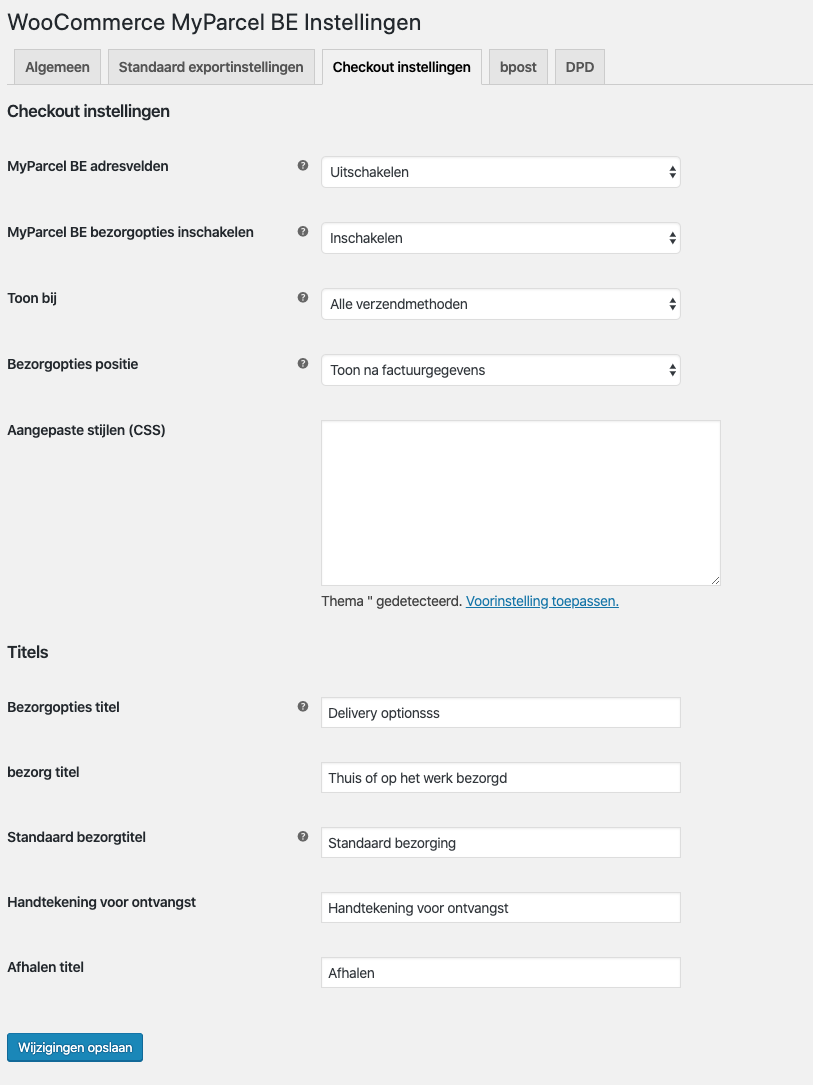 WooCommerce MyParcel BE Instellingen
Algemeen Standaard exportinstellingen Checkout instellingen bpost DPD
Checkout instellingen
MyParcel BE adresvelden ? Uitschakelen
MyParcel BE bezorgopties inschakelen ? Inschakelen
Toon bij ? Alle verzendmethoden
Bezorgopties positie ? Toon na factuurgegevens
Aangepaste stijlen (CSS)
Thema '' gedetecteerd. Voorinstelling toepassen.
Titels
Bezorgopties titel ? Delivery optionsss
bezorg titel Thuis of op het werk bezorgd
Standaard bezorgtitel ? Standaard bezorging
Handtekening voor ontvangst Handtekening voor ontvangst
Afhalen titel Afhalen
Wijzigingen opslaan